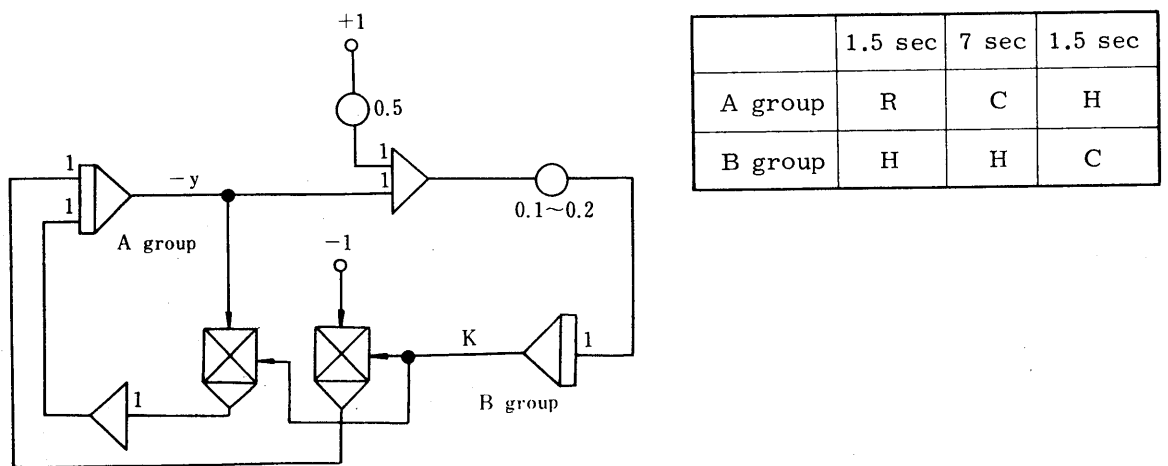 +1
0.5
1
1
1
1
−y
A group
0.1~0.2
−1
K
1
B group
1
1.5 sec 7 sec 1.5 sec
A group R C H
B group H H C